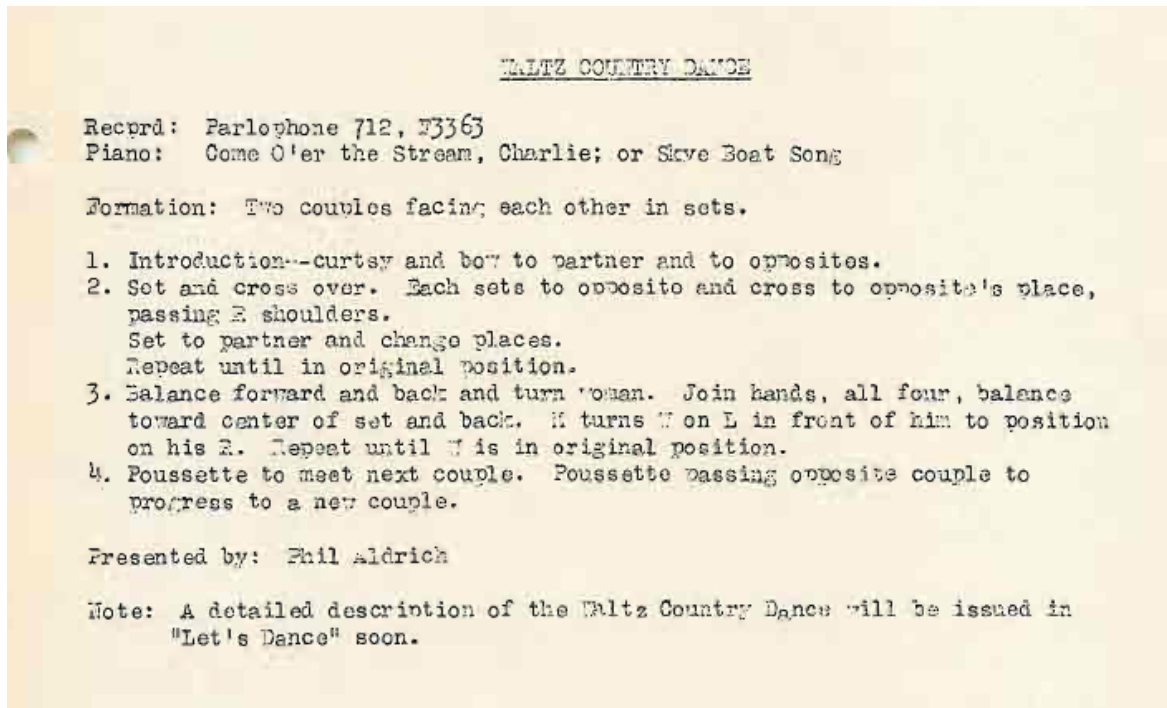 WALTZ COUNTRY DANCE
Record: Parlophone 712, F3363
Piano: Come O'er the Stream, Charlie; or Skye Boat Song
Formation: Two couples facing each other in sets.
1. Introduction--curtsy and bow to partner and to opposites.
2. Set and cross over. Each sets to opposite and cross to opposite's place,
passing R shoulders.
Set to partner and change places.
Repeat until in original position.
3. Balance forward and back and turn woman. Join hands, all four, balance
toward center of set and back. M turns W on L in front of him to position
on his R. Repeat until W is in original position.
4. Poussette to meet next couple. Poussette passing opposite couple to
progress to a new couple.
Presented by: Phil Aldrich
Note: A detailed description of the Waltz Country Dance will be issued in
"Let's Dance" soon.